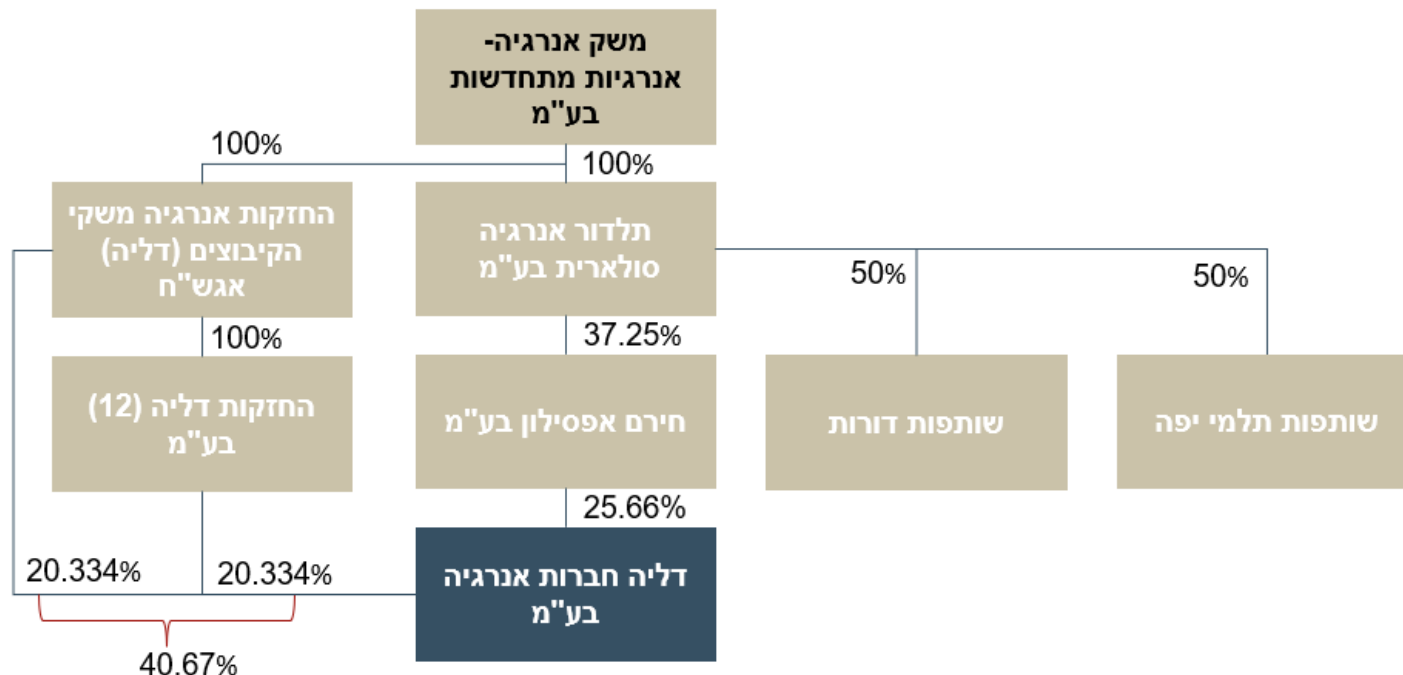 משק אנרגיה-
אנרגיות מתחדשות
בע"מ
100%
100%
החזקות אנרגיה משקי
הקיבוצים (דליה)
אגש"ח
תלדור אנרגיה
סולארית בע"מ
50%
50%
100%
37.25%
החזקות דליה (12)
בע"מ
חירם אפסילון בע"מ
שותפות דורות
שותפות תלמי יפה
25.66%
20.334%
20.334%
דליה חברות אנרגיה
בע"מ
40.67%